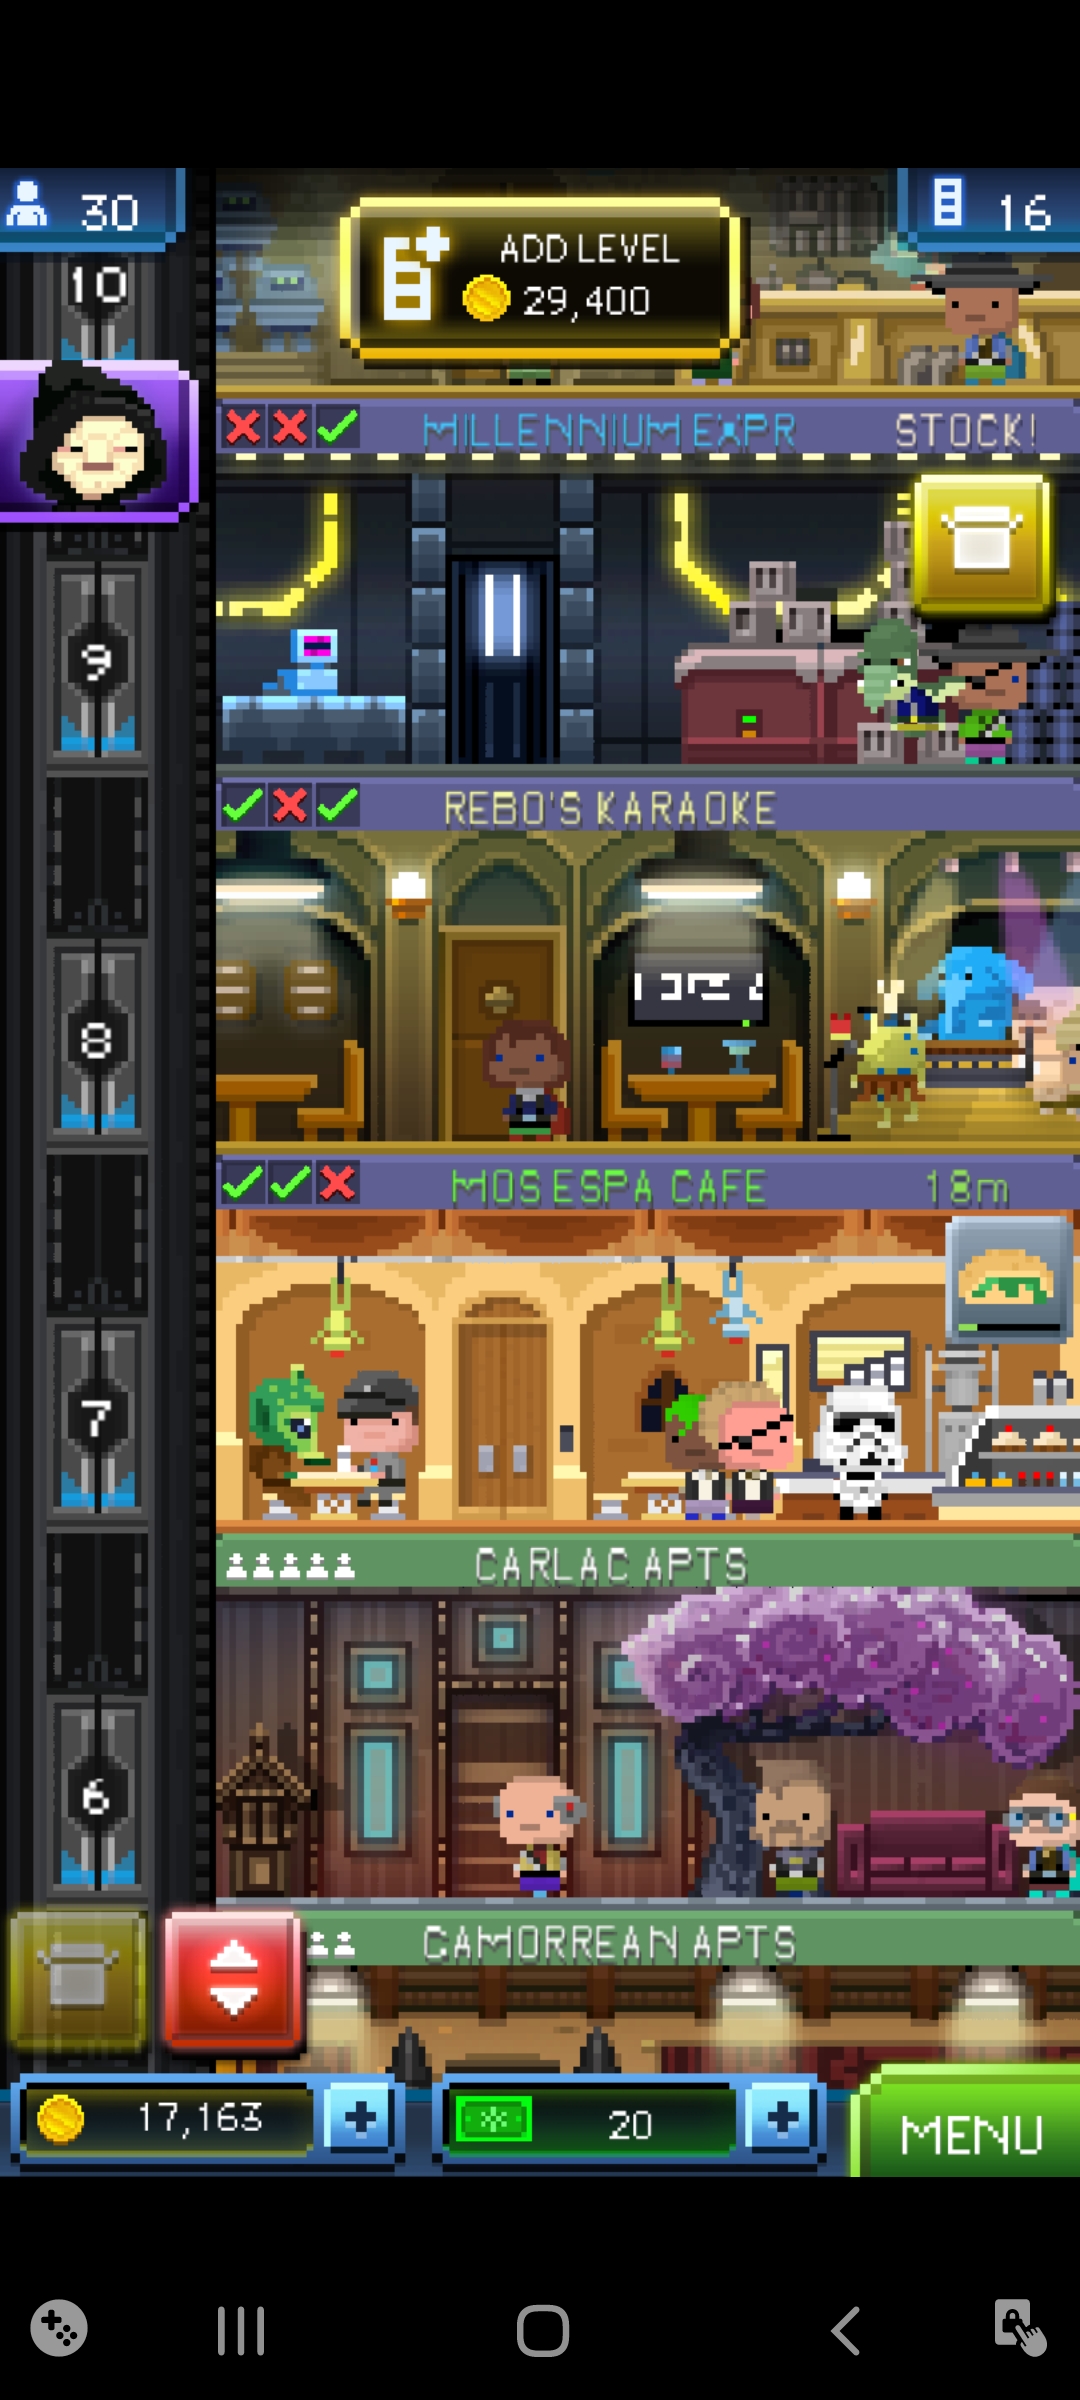 30
ADD LEVEL
29,400
16
10
MILLENNIUM EXPR STOCK!
9
REBO'S KARAOKE
8
MOS ESPA CAFE 18m
7
CARLAC APTS
6
CAMORREAN APTS
17,163
20
MENU